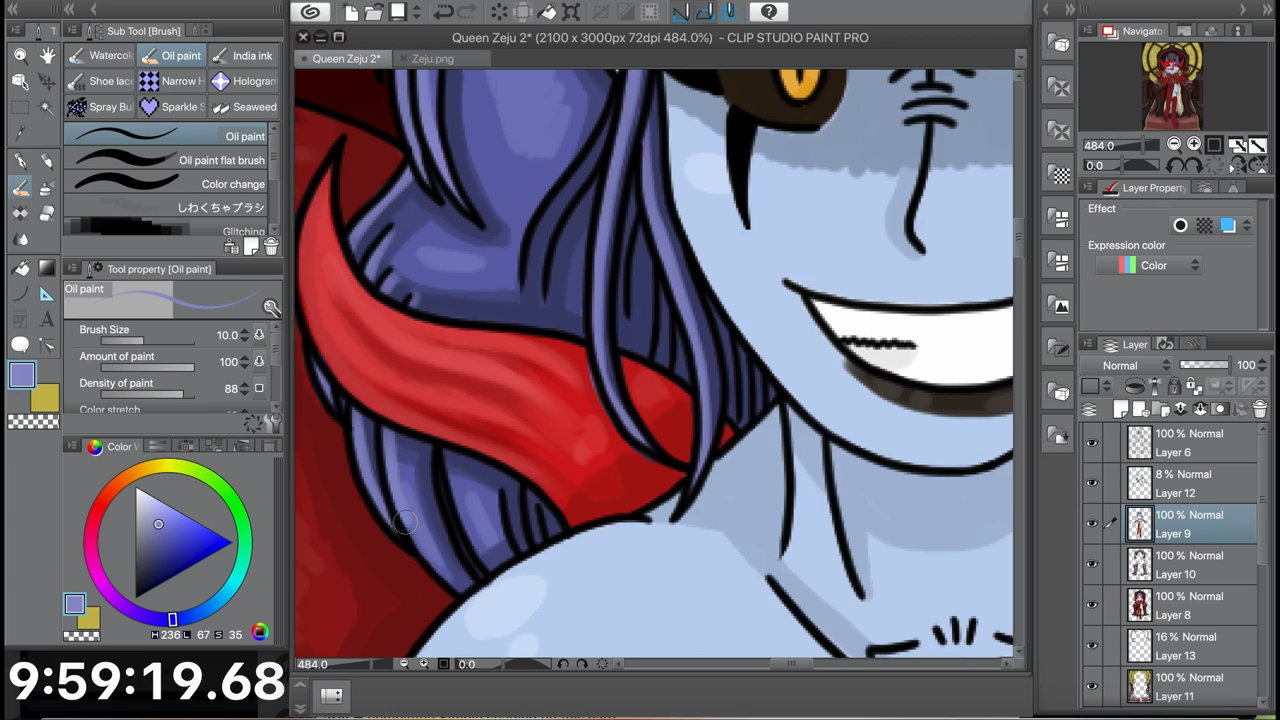 T
Sub Tool [Brush]
Queen Zeju 2* (2100 x 3000px 72dpi 484.0%) - CLIP STUDIO PAINT PRO
Navigator
Waterco
Oil paint
India ink
Queen Zeju 2*
Zeju.png
Shoe lac
Narrow H
Hologran
Spray Bu
Sparkle S
Seaweed
Oil paint
Oil paint flat brush
Color change
しわくちゃブラシ
Glitching
484.0
0.0
Layer Property
Effect
Expression color
Color
Tool property [Oil paint]
Oil paint
Brush Size
10.0
Amount of paint
100
Density of paint
88
Color stretch
Layer
Normal
100
100 % Normal
Layer 6
8 % Normal
Layer 12
100 % Normal
Layer 9
100 % Normal
Layer 10
100 % Normal
Layer 8
16 % Normal
Layer 13
100 % Normal
Layer 11
Color
H 236 L 67 S 35
484.0
0.0
9:59:19.68